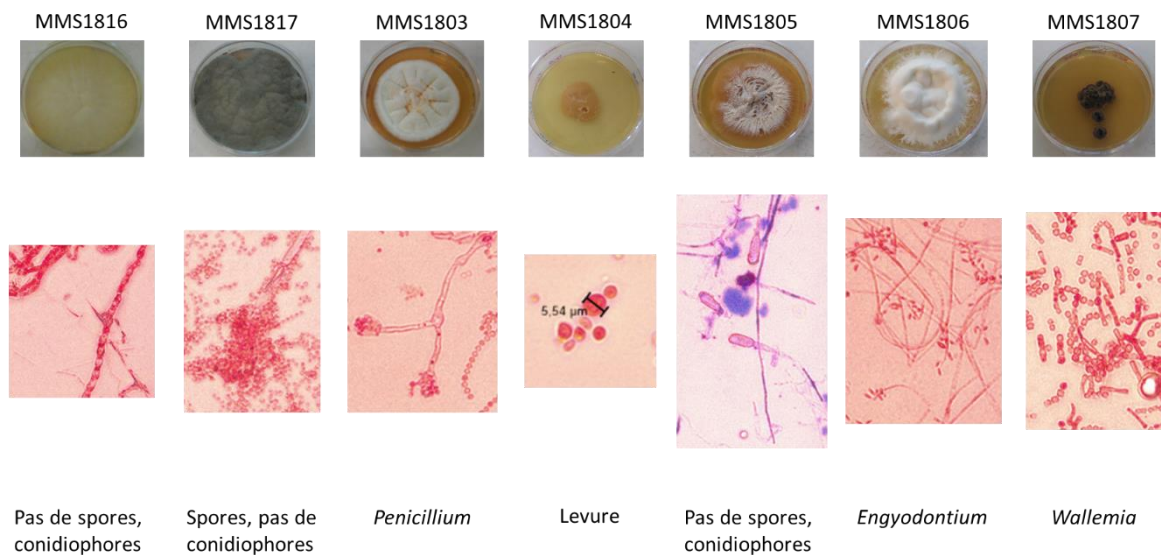 MMS1816 MMS1817 MMS1803 MMS1804 MMS1805 MMS1806 MMS1807
5,54 µm
Pas de spores, conidiophores
Spores, pas de conidiophores
Penicillium
Levure
Pas de spores, conidiophores
Engyodontium
Wallemia